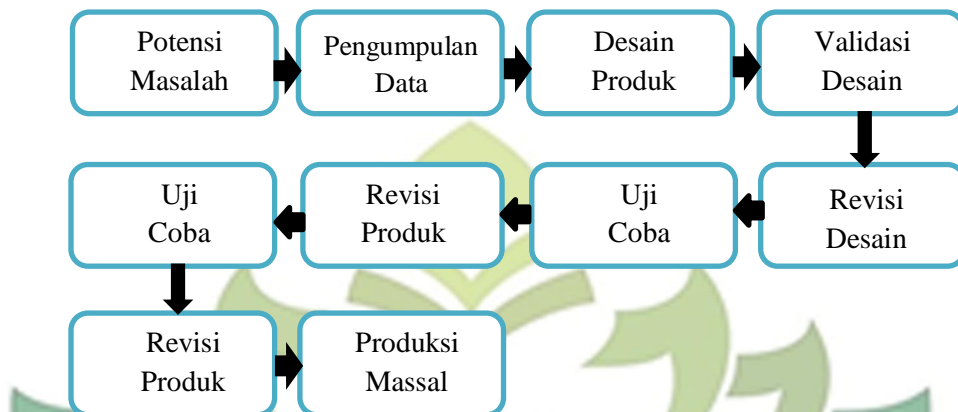 Potensi
Masalah
Pengumpulan
Data
Desain
Produk
Validasi
Desain
Revisi
Desain
Uji
Coba
Revisi
Produk
Uji
Coba
Revisi
Produk
Produksi
Massal